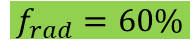 f_rad = 60%